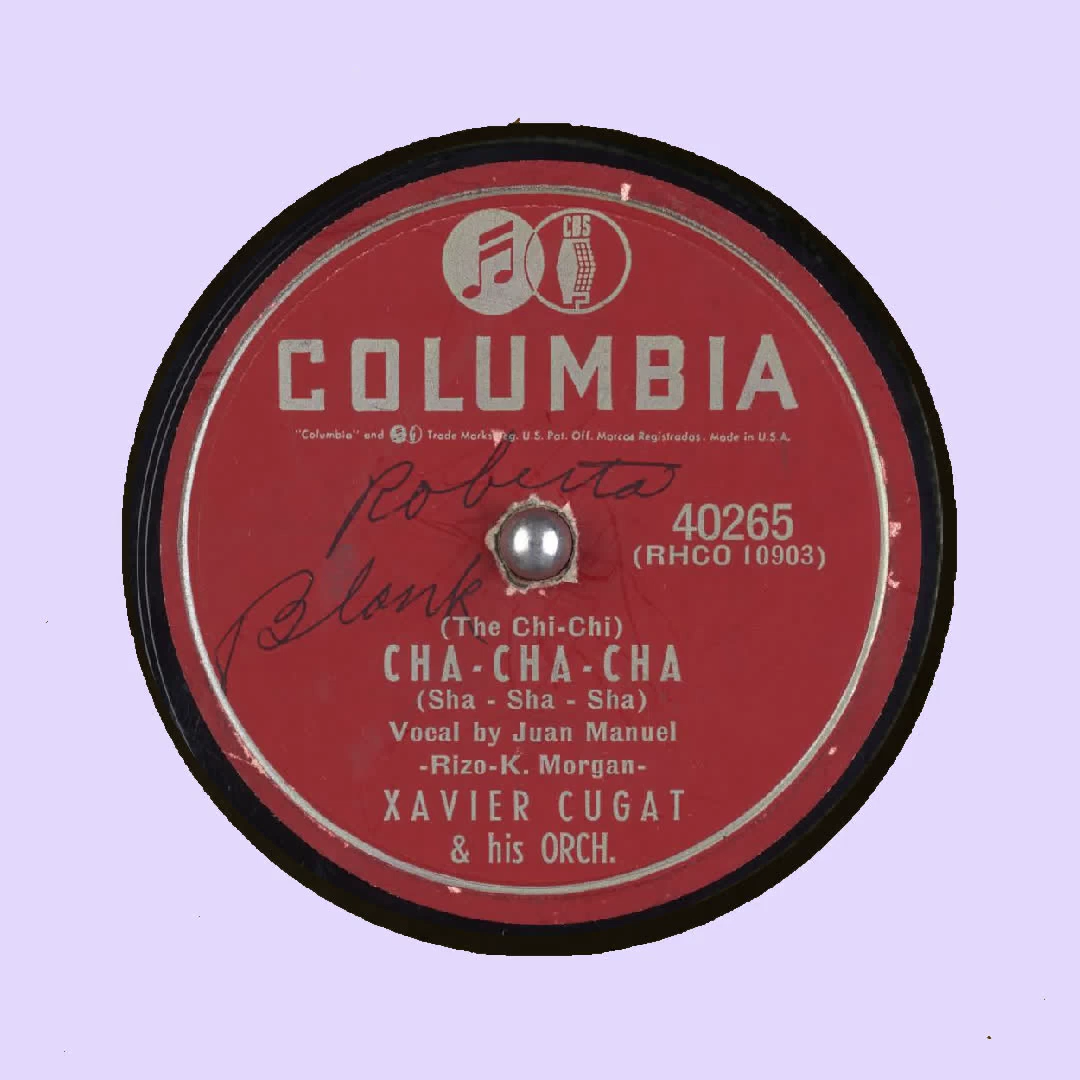 CBS
COLUMBIA
"Columbia" and Trade Marks Reg. U.S. Pat. Off. Marcas Registradas. Made in U.S.A.
Roberta
40265
(RHCO 10903)
Blank
(The Chi-Chi)
CHA-CHA-CHA
(Sha - Sha - Sha)
Vocal by Juan Manuel
-Rizo-K. Morgan-
XAVIER CUGAT
& his ORCH.